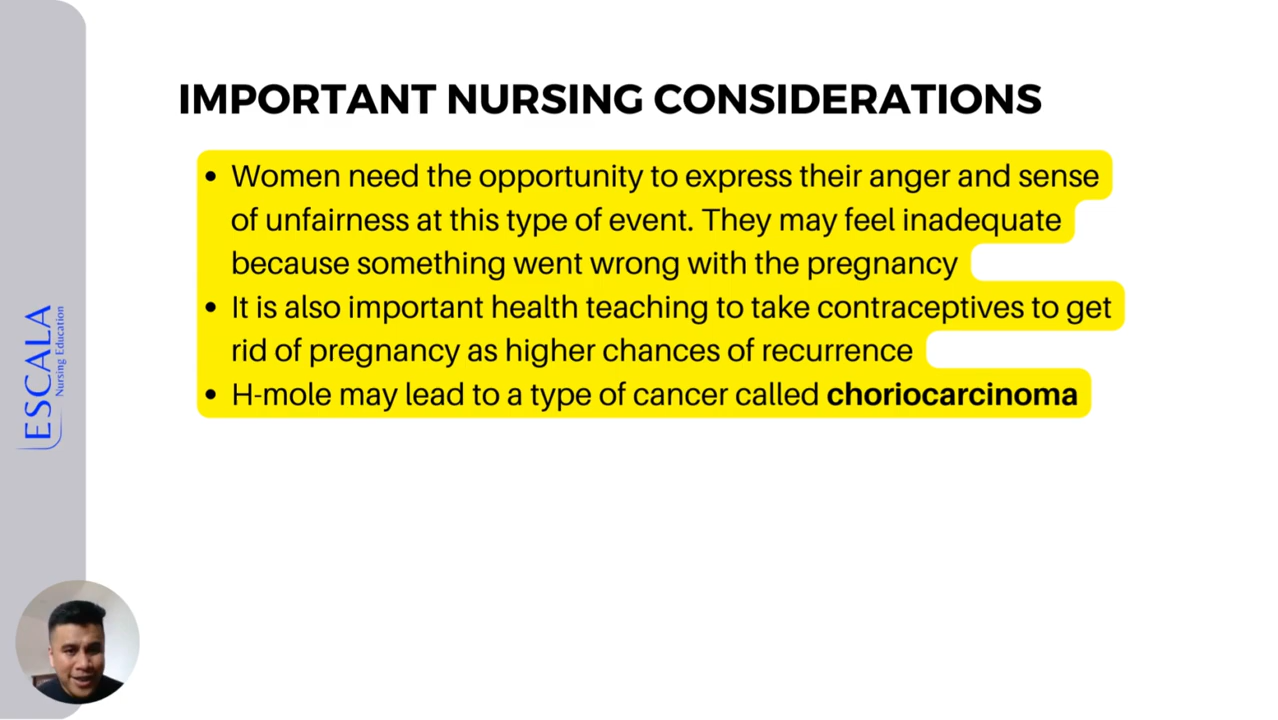 IMPORTANT NURSING CONSIDERATIONS
• Women need the opportunity to express their anger and sense
of unfairness at this type of event. They may feel inadequate
because something went wrong with the pregnancy
• It is also important health teaching to take contraceptives to get
rid of pregnancy as higher chances of recurrence
• H-mole may lead to a type of cancer called choriocarcinoma
ESCALA
Nursing Education